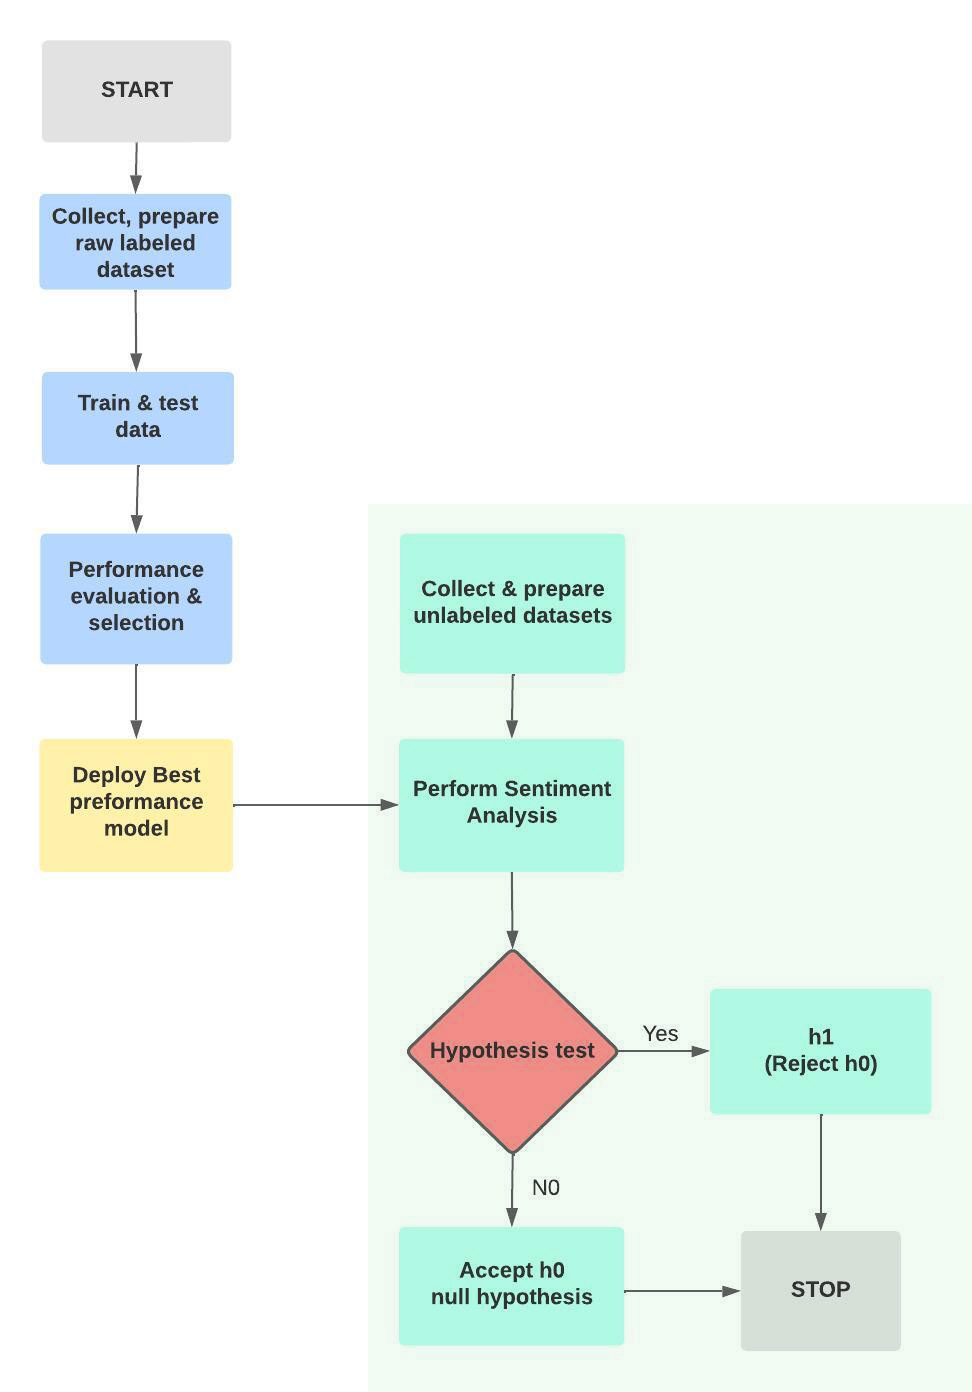 START
Collect, prepare
raw labeled
dataset
Train & test
data
Performance
evaluation &
selection
Deploy Best
preformance
model
Collect & prepare
unlabeled datasets
Perform Sentiment
Analysis
Hypothesis test
Yes
h1
(Reject h0)
N0
Accept h0
null hypothesis
STOP